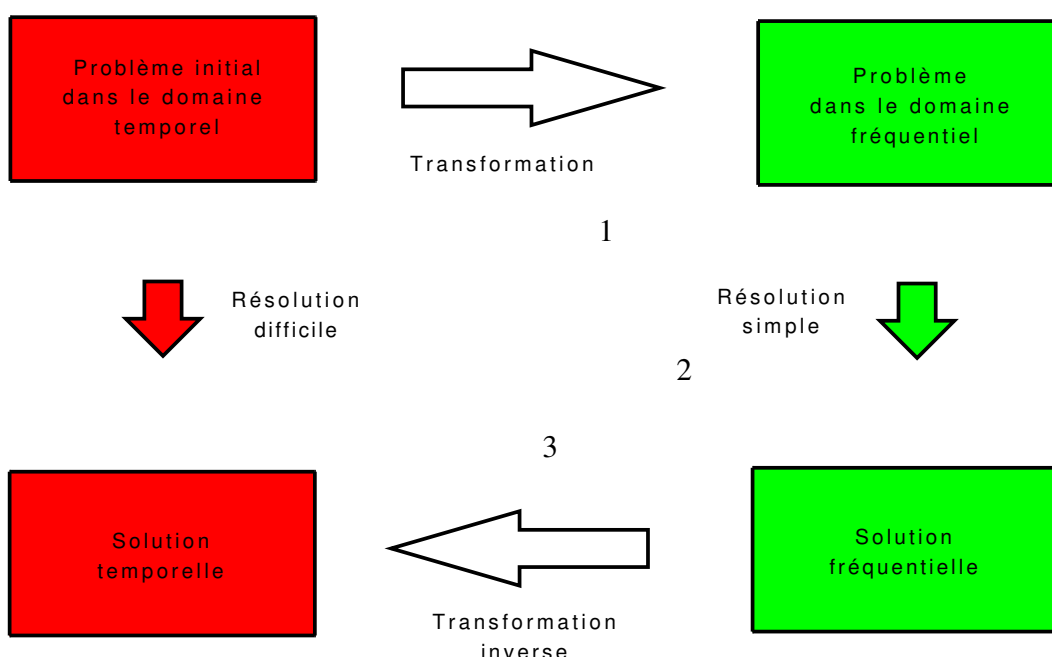 Problème initial
dans le domaine
temporel
Transformation
Problème
dans le domaine
fréquentiel
1
Résolution
difficile
Résolution
simple
2
3
Solution
temporelle
Transformation
inverse
Solution
fréquentielle